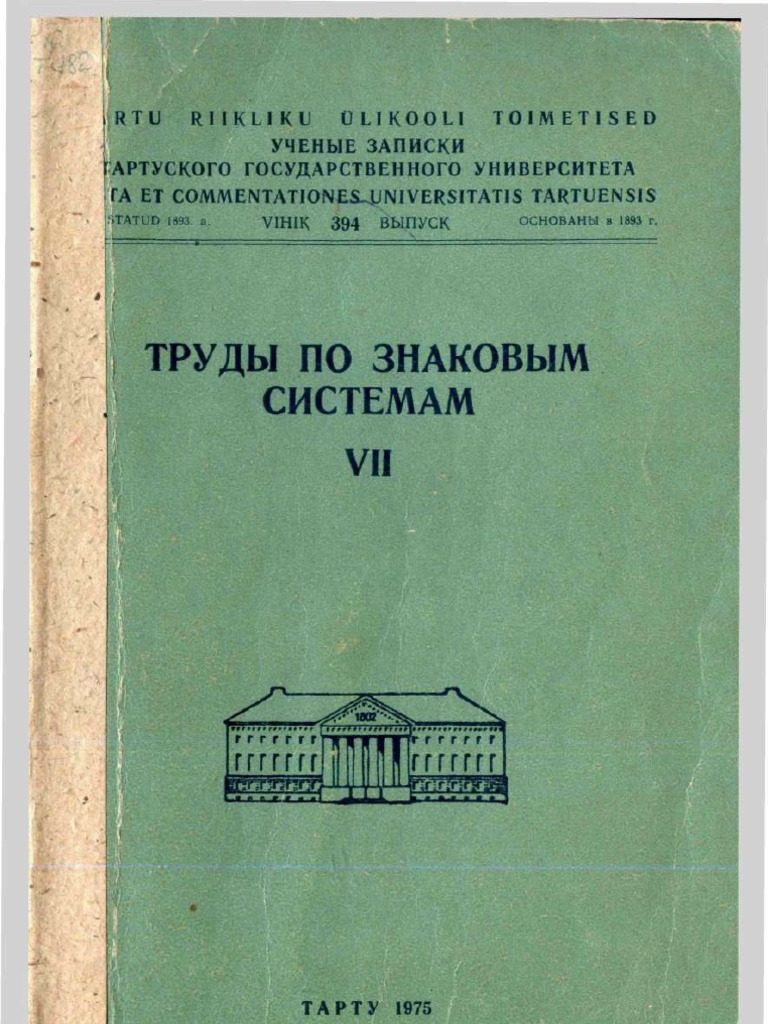 RTU RIIKLIKU ÜLIKOOLI TOIMETISED
УЧЕНЫЕ ЗАПИСКИ
ТАРТУСКОГО ГОСУДАРСТВЕННОГО УНИВЕРСИТЕТА
TA ET COMMENTATIONES UNIVERSITATIS TARTUENSIS
STATUD 1893. a. VIHIK 394 ВЫПУСК ОСНОВАНЫ в 1893 г.
ТРУДЫ ПО ЗНАКОВЫМ
СИСТЕМАМ
VII
1802
ТАРТУ 1975